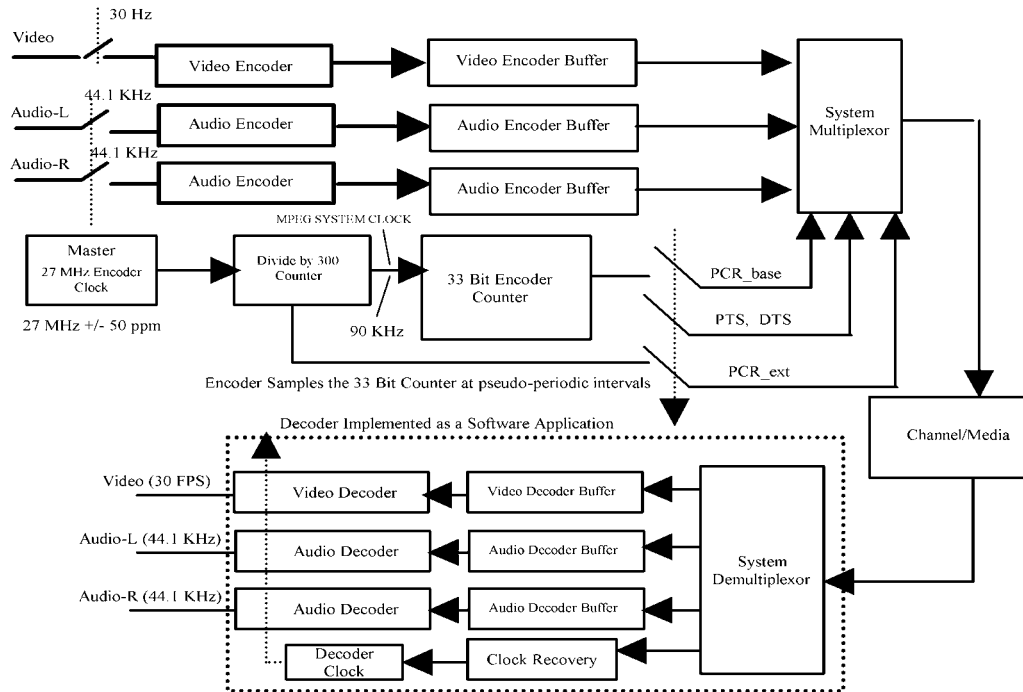 30 Hz
Video
Video Encoder
Video Encoder Buffer
44.1 KHz
Audio-L
Audio Encoder
Audio Encoder Buffer
System
Multiplexor
44.1 KHz
Audio-R
Audio Encoder
Audio Encoder Buffer
MPEG SYSTEM CLOCK
Master
27 MHz Encoder
Clock
Divide by 300
Counter
33 Bit Encoder
Counter
PCR_base
27 MHz +/- 50 ppm
90 KHz
PTS, DTS
PCR_ext
Encoder Samples the 33 Bit Counter at pseudo-periodic intervals
Decoder Implemented as a Software Application
Channel/Media
Video (30 FPS)
Video Decoder
Video Decoder Buffer
Audio-L (44.1 KHz)
Audio Decoder
Audio Decoder Buffer
System
Demultiplexor
Audio-R (44.1 KHz)
Audio Decoder
Audio Decoder Buffer
Decoder
Clock
Clock Recovery